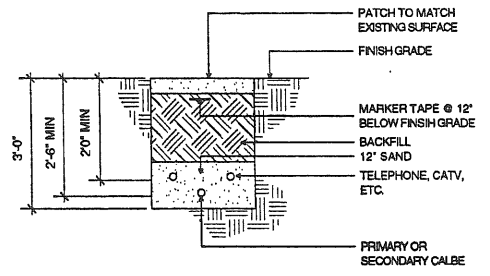 PATCH TO MATCH
EXISTING SURFACE
FINISH GRADE
MARKER TAPE @ 12"
BELOW FINSIH GRADE
BACKFILL
12" SAND
TELEPHONE, CATV,
ETC.
PRIMARY OR
SECONDARY CALBE
3'-0"
2'-6" MIN
2'0" MIN